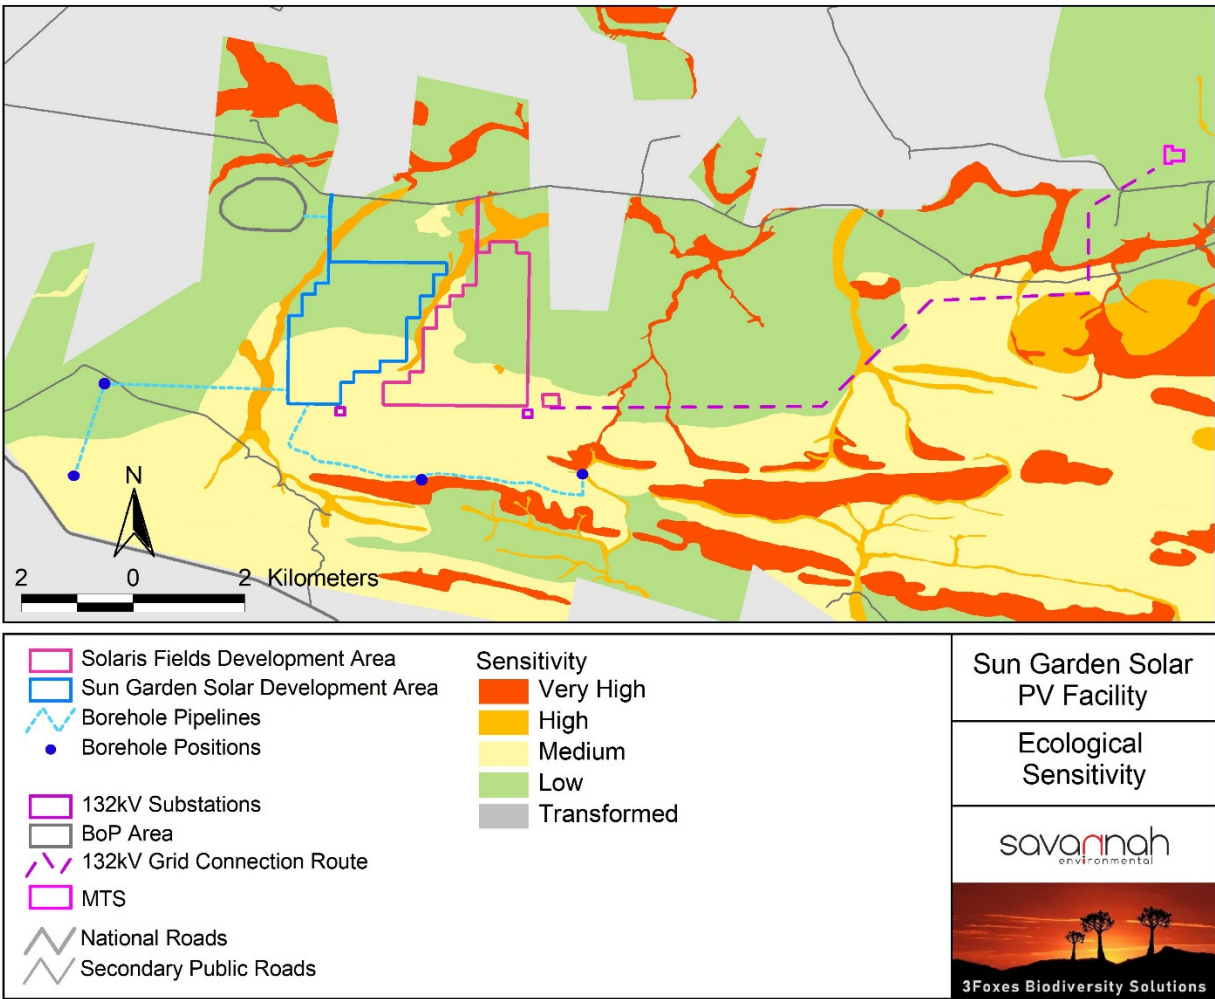 N
2 0 2 Kilometers
Solaris Fields Development Area
Sun Garden Solar Development Area
Borehole Pipelines
Borehole Positions
132kV Substations
BoP Area
132kV Grid Connection Route
MTS
National Roads
Secondary Public Roads
Sensitivity
Very High
High
Medium
Low
Transformed
Sun Garden Solar
PV Facility
Ecological
Sensitivity
savannah
environmental
3Foxes Biodiversity Solutions